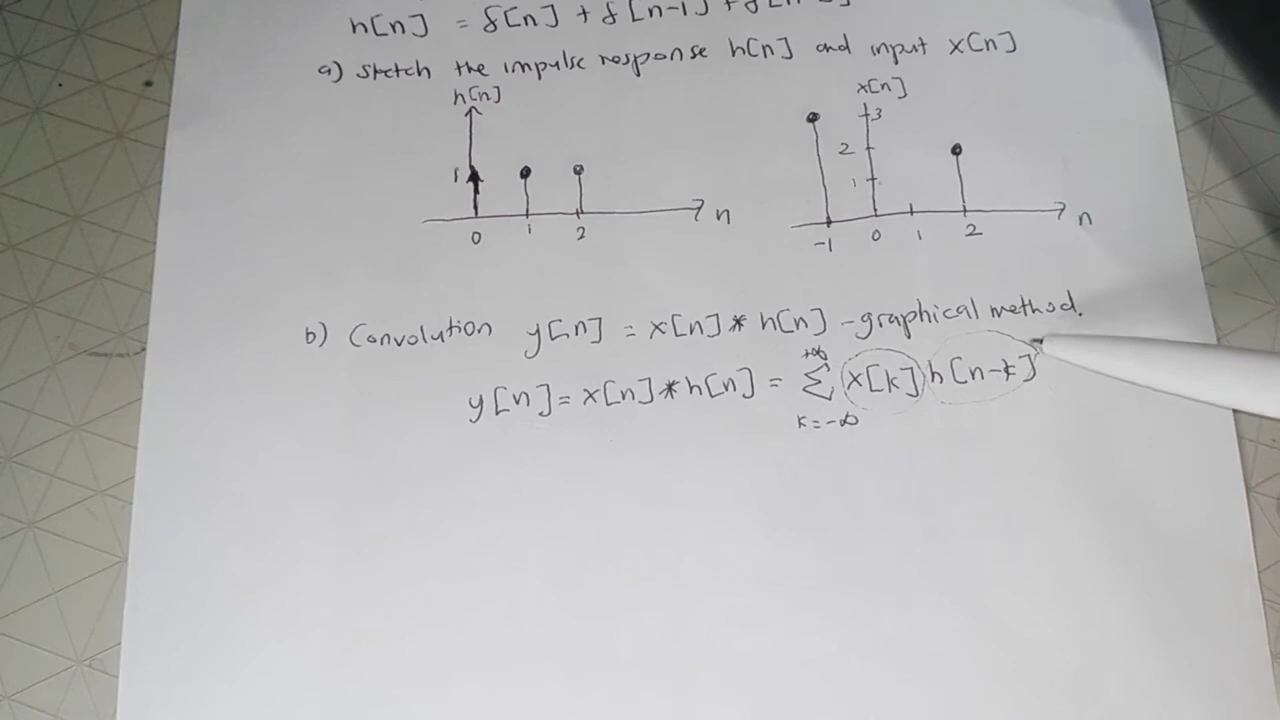 h[n] = δ[n] + δ[n-1] + δ[n
a) sketch the impulse response h[n] and input x[n]
h[n]
1
0 1 2
n
x[n]
3
2
1
-1 0 1 2
n
b) Convolution y[n] = x[n] * h[n] - graphical method.
y[n] = x[n] * h[n] = +∞ Σ k=-∞ x[k] h[n-k]